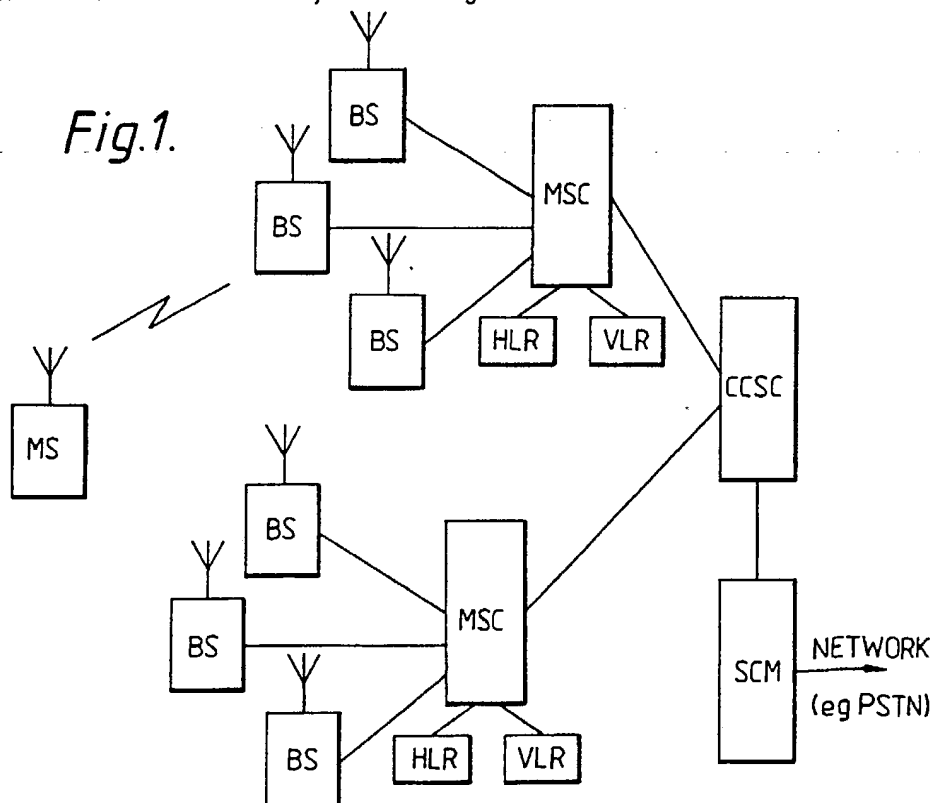 Fig.1.
BS
BS
BS
MSC
HLR
VLR
CCSC
MS
BS
BS
BS
MSC
HLR
VLR
SCM
NETWORK
(eg PSTN)